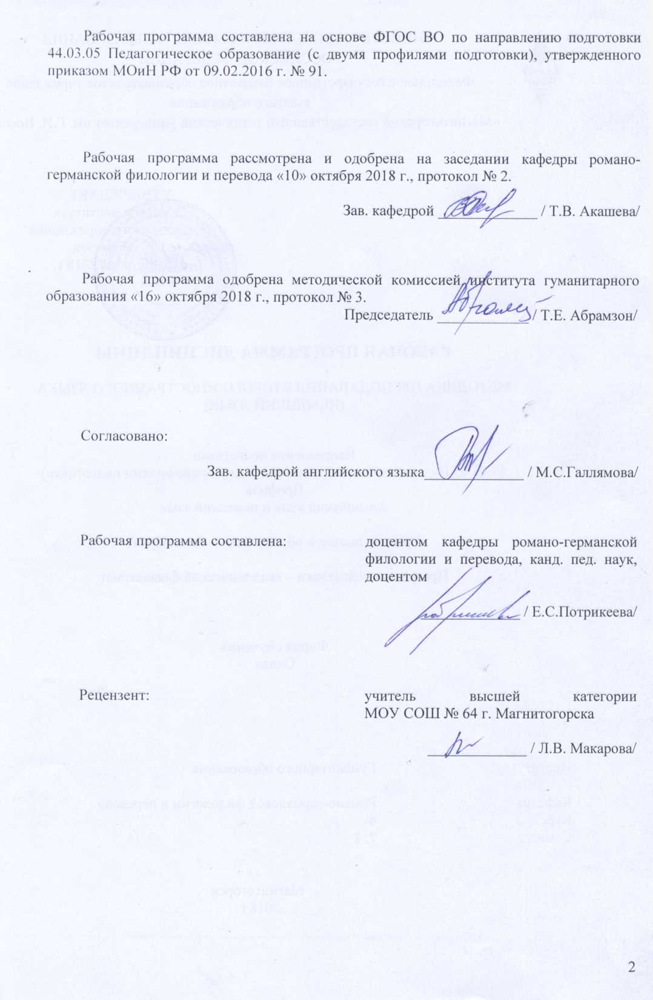 Рабочая программа составлена на основе ФГОС ВО по направлению подготовки
44.03.05 Педагогическое образование (с двумя профилями подготовки), утвержденного
приказом МОиН РФ от 09.02.2016 г. № 91.
Рабочая программа рассмотрена и одобрена на заседании кафедры романо-
германской филологии и перевода «10» октября 2018 г., протокол № 2.
Зав. кафедрой _____________ / Т.В. Акашева/
Рабочая программа одобрена методической комиссией института гуманитарного
образования «16» октября 2018 г., протокол № 3.
Председатель ____________/ Т.Е. Абрамзон/
Согласовано:
Зав. кафедрой английского языка_____________ / М.С.Галлямова/
Рабочая программа составлена:
доцентом кафедры романо-германской
филологии и перевода, канд. пед. наук,
доцентом
_____________ / Е.С.Потрикеева/
Рецензент:
учитель высшей категории
МОУ СОШ № 64 г. Магнитогорска
_____________ / Л.В. Макарова/
2